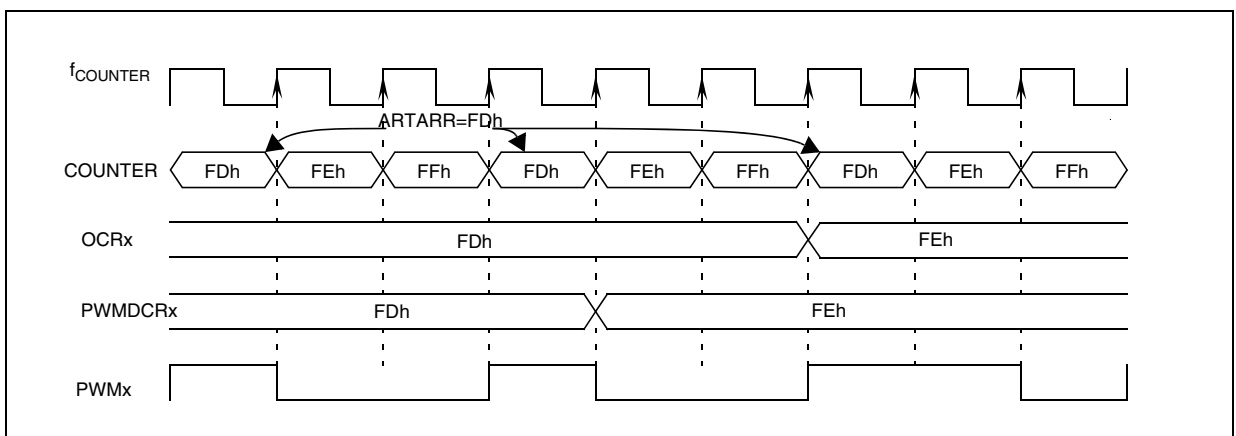 fCOUNTER
ARTARR=FDh
COUNTER FDh FEh FFh FDh FEh FFh FDh FEh FFh
OCRx FDh FEh
PWMDCRx FDh FEh
PWMx